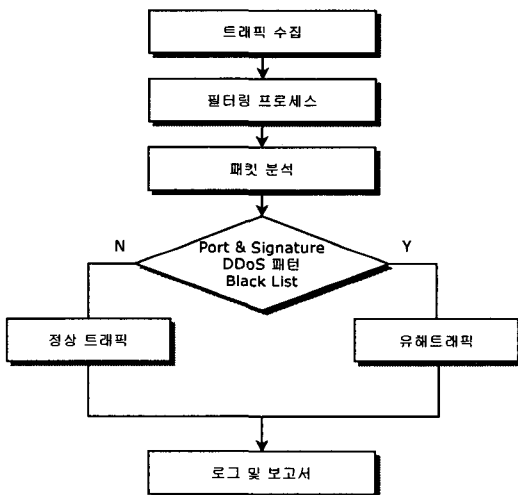 트래픽 수집
필터링 프로세스
패킷 분석
N
Port & Signature
DDoS 패턴
Black List
Y
정상 트래픽
유해트래픽
로그 및 보고서